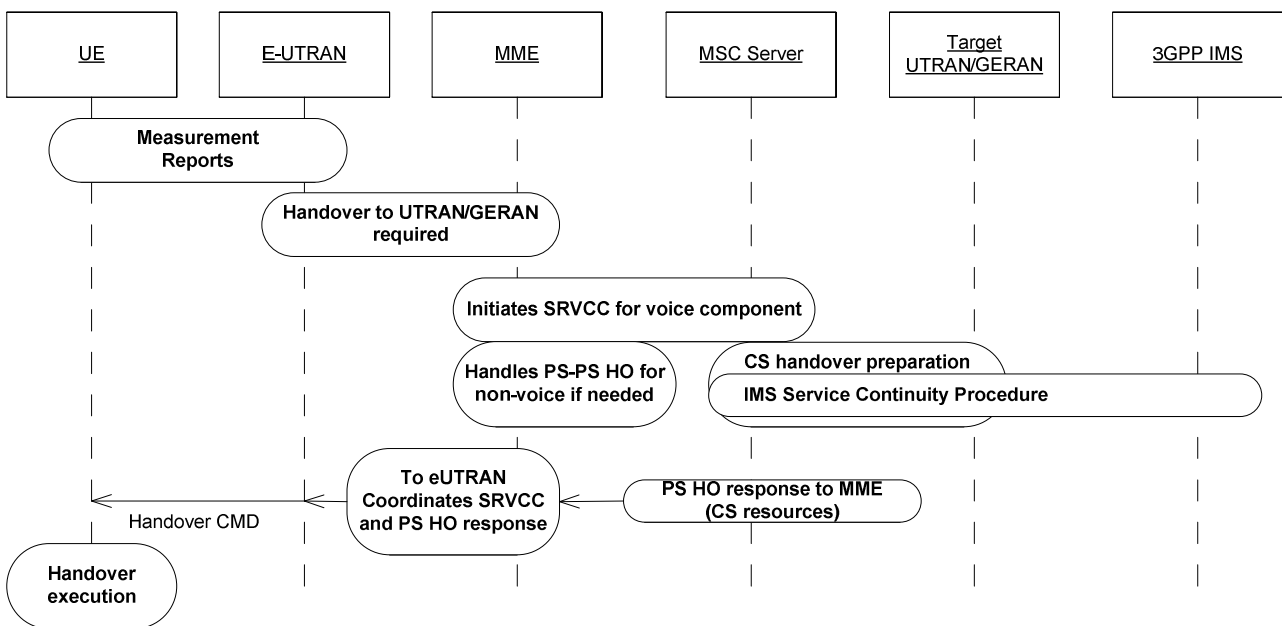 UE
E-UTRAN
MME
MSC Server
Target
UTRAN/GERAN
3GPP IMS
Measurement
Reports
Handover to UTRAN/GERAN
required
Initiates SRVCC for voice component
Handles PS-PS HO for
non-voice if needed
CS handover preparation
IMS Service Continuity Procedure
To eUTRAN
Coordinates SRVCC
and PS HO response
PS HO response to MME
(CS resources)
Handover CMD
Handover
execution